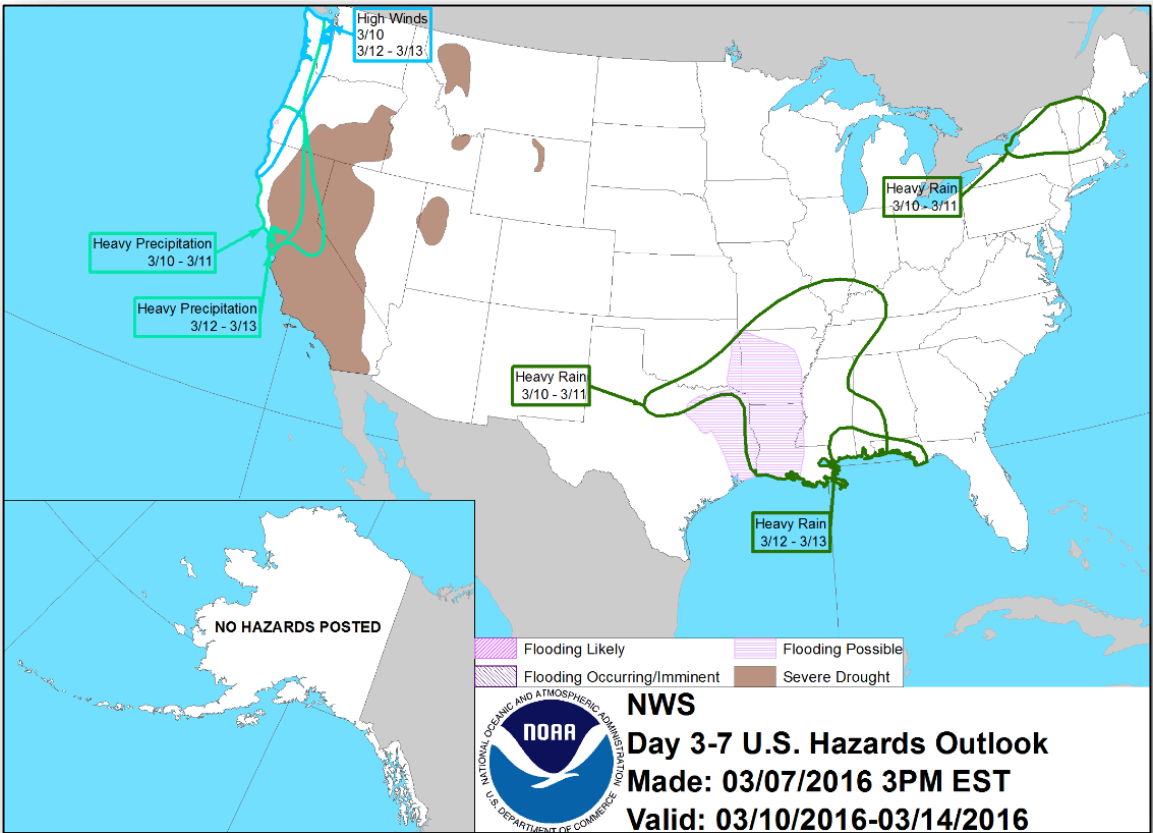 High Winds
3/10
3/12 - 3/13
Heavy Rain
3/10 - 3/11
Heavy Precipitation
3/10 - 3/11
Heavy Precipitation
3/12 - 3/13
Heavy Rain
3/10 - 3/11
Heavy Rain
3/12 - 3/13
NO HAZARDS POSTED
Flooding Likely
Flooding Possible
Flooding Occurring/Imminent
Severe Drought
NATIONAL OCEANIC AND ATMOSPHERIC ADMINISTRATION
NOAA
U.S. DEPARTMENT OF COMMERCE
NWS
Day 3-7 U.S. Hazards Outlook
Made: 03/07/2016 3PM EST
Valid: 03/10/2016-03/14/2016